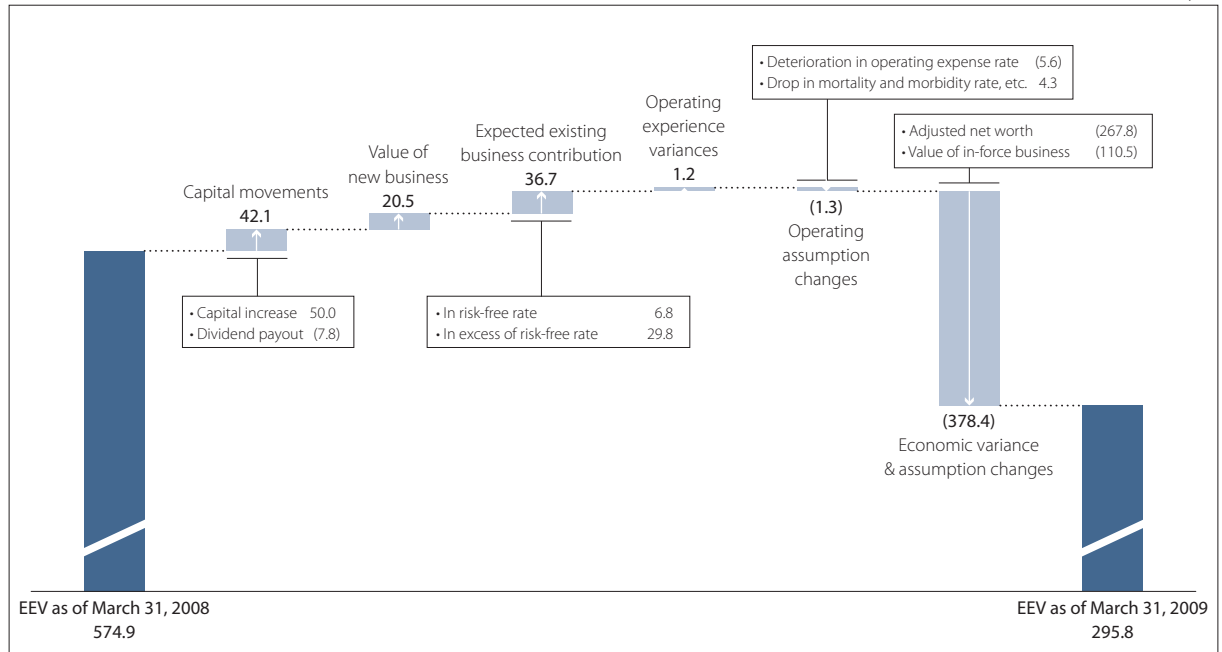 • Deterioration in operating expense rate (5.6)
• Drop in mortality and morbidity rate, etc. 4.3
Operating
experience
variances
1.2
• Adjusted net worth (267.8)
• Value of in-force business (110.5)
Expected existing
business contribution
36.7
Value of
new business
20.5
Capital movements
42.1
(1.3)
Operating
assumption
changes
• Capital increase 50.0
• Dividend payout (7.8)
• In risk-free rate 6.8
• In excess of risk-free rate 29.8
(378.4)
Economic variance
& assumption changes
EEV as of March 31, 2008
574.9
EEV as of March 31, 2009
295.8